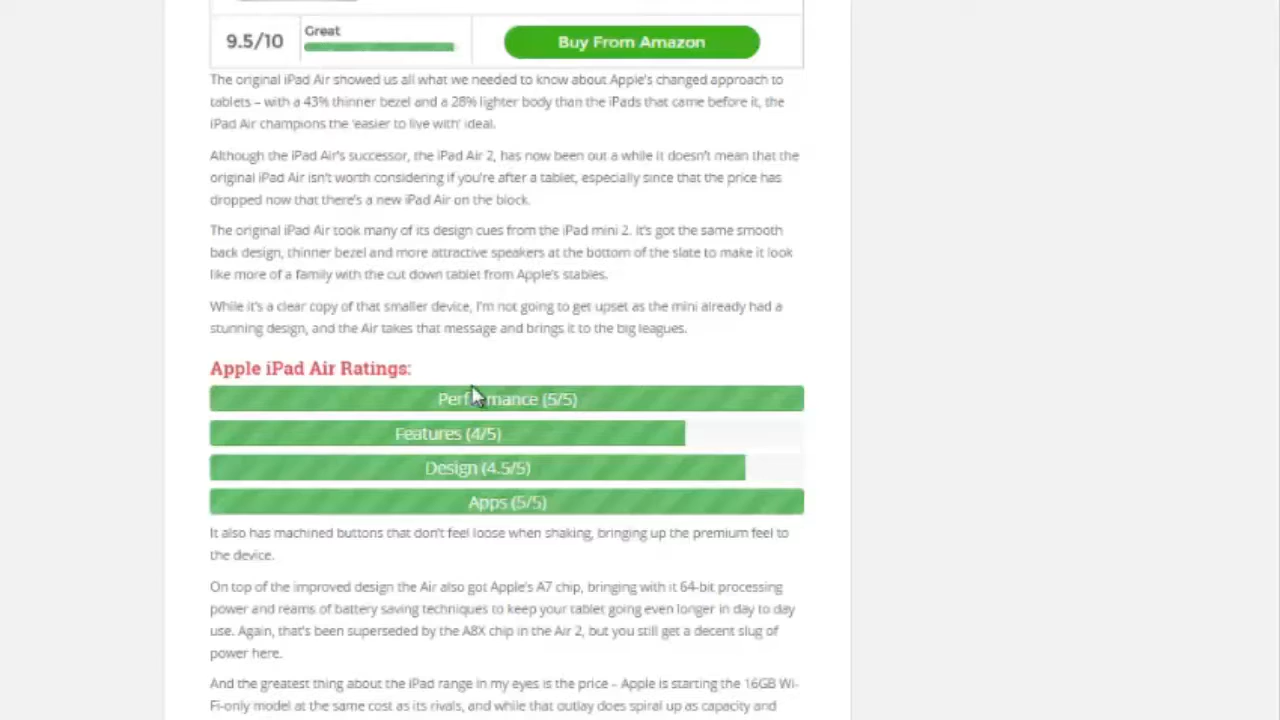 Great
9.5/10
Buy From Amazon
The original iPad Air showed us all what we needed to know about Apple's changed approach to
tablets – with a 43% thinner bezel and a 28% lighter body than the iPads that came before it, the
iPad Air champions the 'easier to live with' ideal.
Although the iPad Air's successor, the iPad Air 2, has now been out a while it doesn't mean that the
original iPad Air isn't worth considering if you're after a tablet, especially since that the price has
dropped now that there's a new iPad Air on the block.
The original iPad Air took many of its design cues from the iPad mini 2. It's got the same smooth
back design, thinner bezel and more attractive speakers at the bottom of the slate to make it look
like more of a family with the cut down tablet from Apple's stables.
While it's a clear copy of that smaller device, I'm not going to get upset as the mini already had a
stunning design, and the Air takes that message and brings it to the big leagues.
Apple iPad Air Ratings:
Performance (5/5)
Features (4/5)
Design (4.5/5)
Apps (5/5)
It also has machined buttons that don't feel loose when shaking, bringing up the premium feel to
the device.
On top of the improved design the Air also got Apple's A7 chip, bringing with it 64-bit processing
power and reams of battery saving techniques to keep your tablet going even longer in day to day
use. Again, that's been superseded by the A8X chip in the Air 2, but you still get a decent slug of
power here.
And the greatest thing about the iPad range in my eyes is the price – Apple is starting the 16GB Wi-
Fi-only model at the same cost as its rivals, and while that outlay does spiral up as capacity and